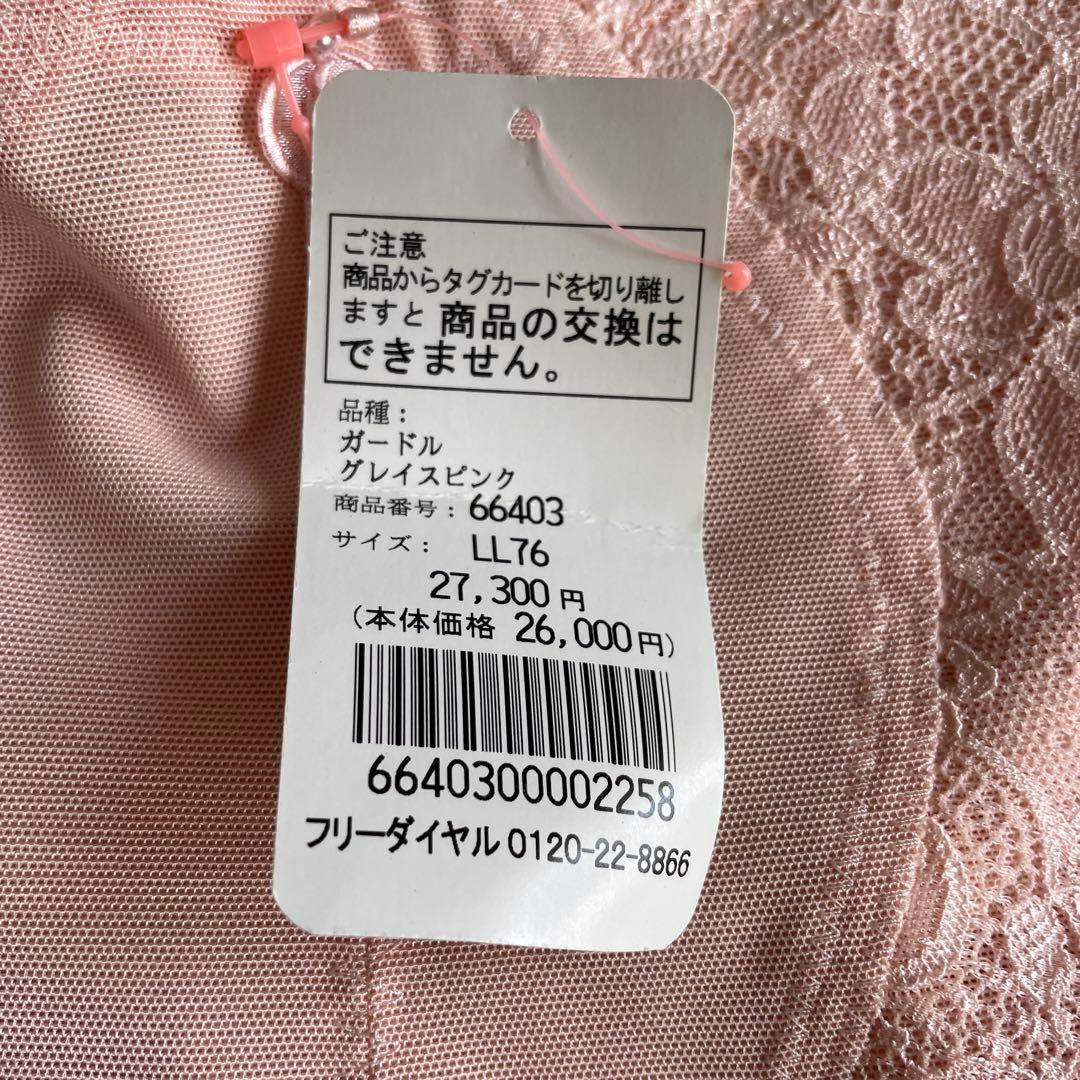 ご注意
商品からタグカードを切り離し
ますと 商品の交換は
できません。
品種：
ガードル
グレイスピンク
商品番号：66403
サイズ： LL76
27,300円
(本体価格 26,000円)
6640300002258
フリーダイヤル 0120-22-8866